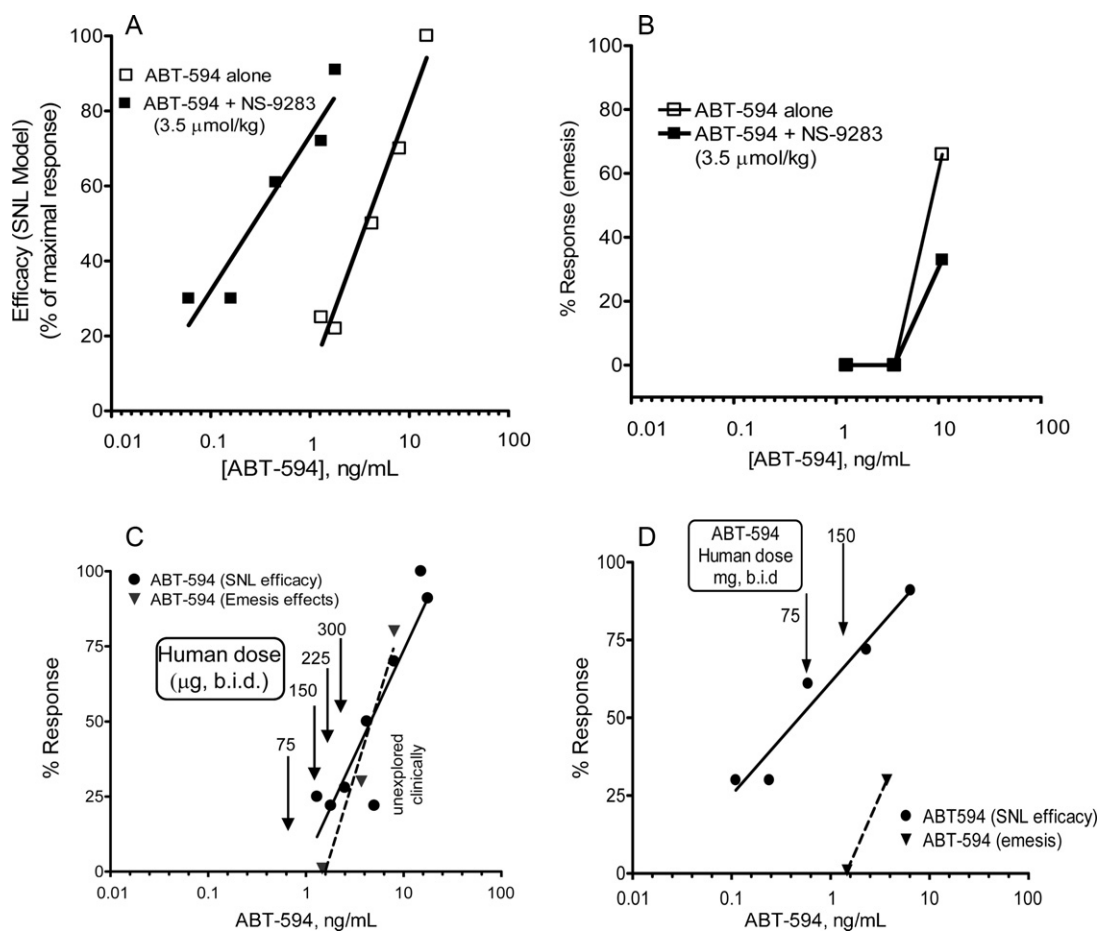 A
Efficacy (SNL Model)
(% of maximal response)
100
80
60
40
20
0
ABT-594 alone
ABT-594 + NS-9283
(3.5 μmol/kg)
0.01
0.1
1
10
100
[ABT-594], ng/mL
B
% Response (emesis)
100
80
60
40
20
0
ABT-594 alone
ABT-594 + NS-9283
(3.5 μmol/kg)
0.01
0.1
1
10
100
[ABT-594], ng/mL
C
% Response
100
75
50
25
0
ABT-594 (SNL efficacy)
ABT-594 (Emesis effects)
Human dose
(μg, b.i.d.)
300
225
150
75
unexplored
clinically
0.01
0.1
1
10
100
ABT-594, ng/mL
D
% Response
100
75
50
25
0
ABT-594
Human dose
mg, b.i.d
150
75
ABT594 (SNL efficacy)
ABT-594 (emesis)
0.01
0.1
1
10
100
ABT-594, ng/mL